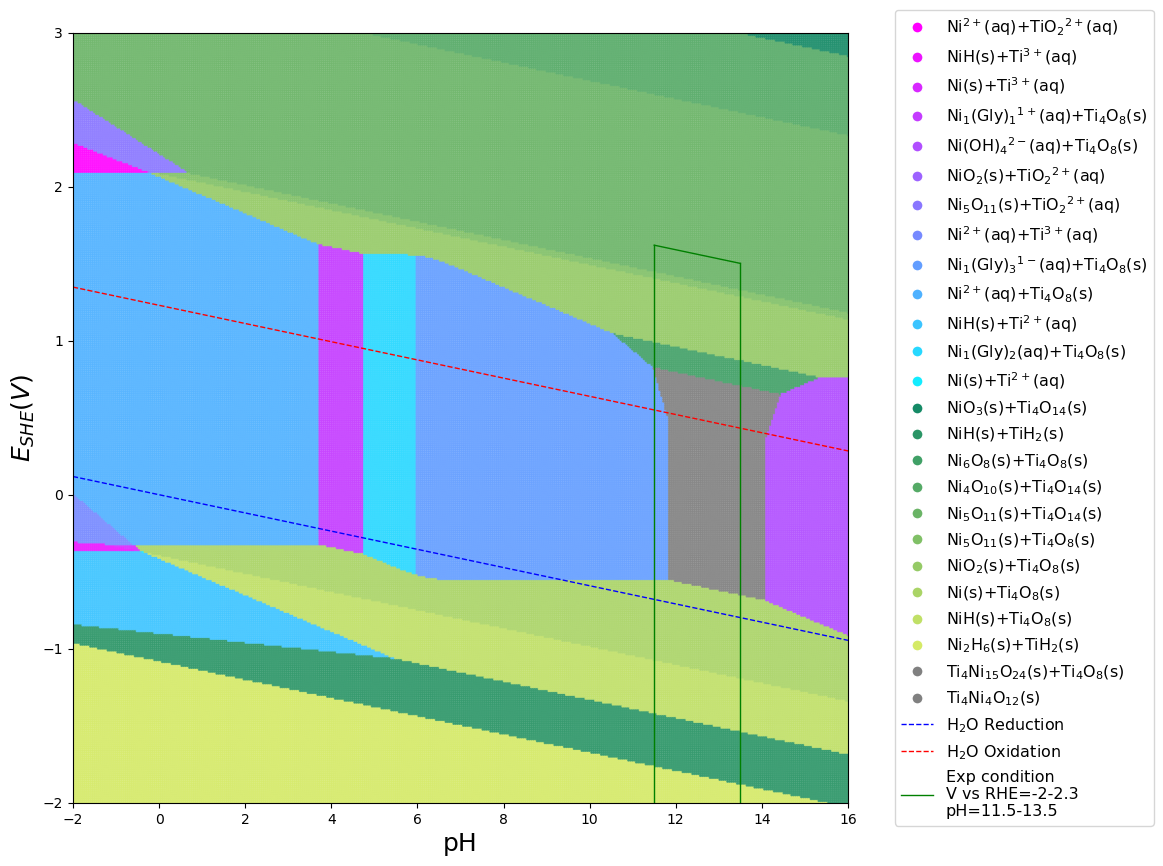 3
2
1
0
−1
−2
E_SHE(V)
−2 0 2 4 6 8 10 12 14 16
pH
Ni²⁺(aq)+TiO₂²⁺(aq)
NiH(s)+Ti³⁺(aq)
Ni(s)+Ti³⁺(aq)
Ni₁(Gly)₁¹⁺(aq)+Ti₄O₈(s)
Ni(OH)₄²⁻(aq)+Ti₄O₈(s)
NiO₂(s)+TiO₂²⁺(aq)
Ni₅O₁₁(s)+TiO₂²⁺(aq)
Ni²⁺(aq)+Ti³⁺(aq)
Ni₁(Gly)₃¹⁻(aq)+Ti₄O₈(s)
Ni²⁺(aq)+Ti₄O₈(s)
NiH(s)+Ti²⁺(aq)
Ni₁(Gly)₂(aq)+Ti₄O₈(s)
Ni(s)+Ti²⁺(aq)
NiO₃(s)+Ti₄O₁₄(s)
NiH(s)+TiH₂(s)
Ni₆O₈(s)+Ti₄O₈(s)
Ni₄O₁₀(s)+Ti₄O₁₄(s)
Ni₅O₁₁(s)+Ti₄O₁₄(s)
Ni₅O₁₁(s)+Ti₄O₈(s)
NiO₂(s)+Ti₄O₈(s)
Ni(s)+Ti₄O₈(s)
NiH(s)+Ti₄O₈(s)
Ni₂H₆(s)+TiH₂(s)
Ti₄Ni₁₅O₂₄(s)+Ti₄O₈(s)
Ti₄Ni₄O₁₂(s)
H₂O Reduction
H₂O Oxidation
Exp condition
V vs RHE=-2-2.3
pH=11.5-13.5